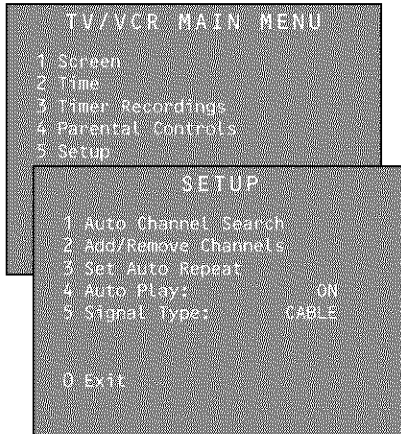 TV/VCR MAIN MENU
1 Screen
2 Time
3 Timer Recordings
4 Parental Controls
5 Setup
SETUP
1 Auto Channel Search
2 Add/Remove Channels
3 Set Auto Repeat
4 Auto Play: ON
5 Signal Type: CABLE
0 Exit